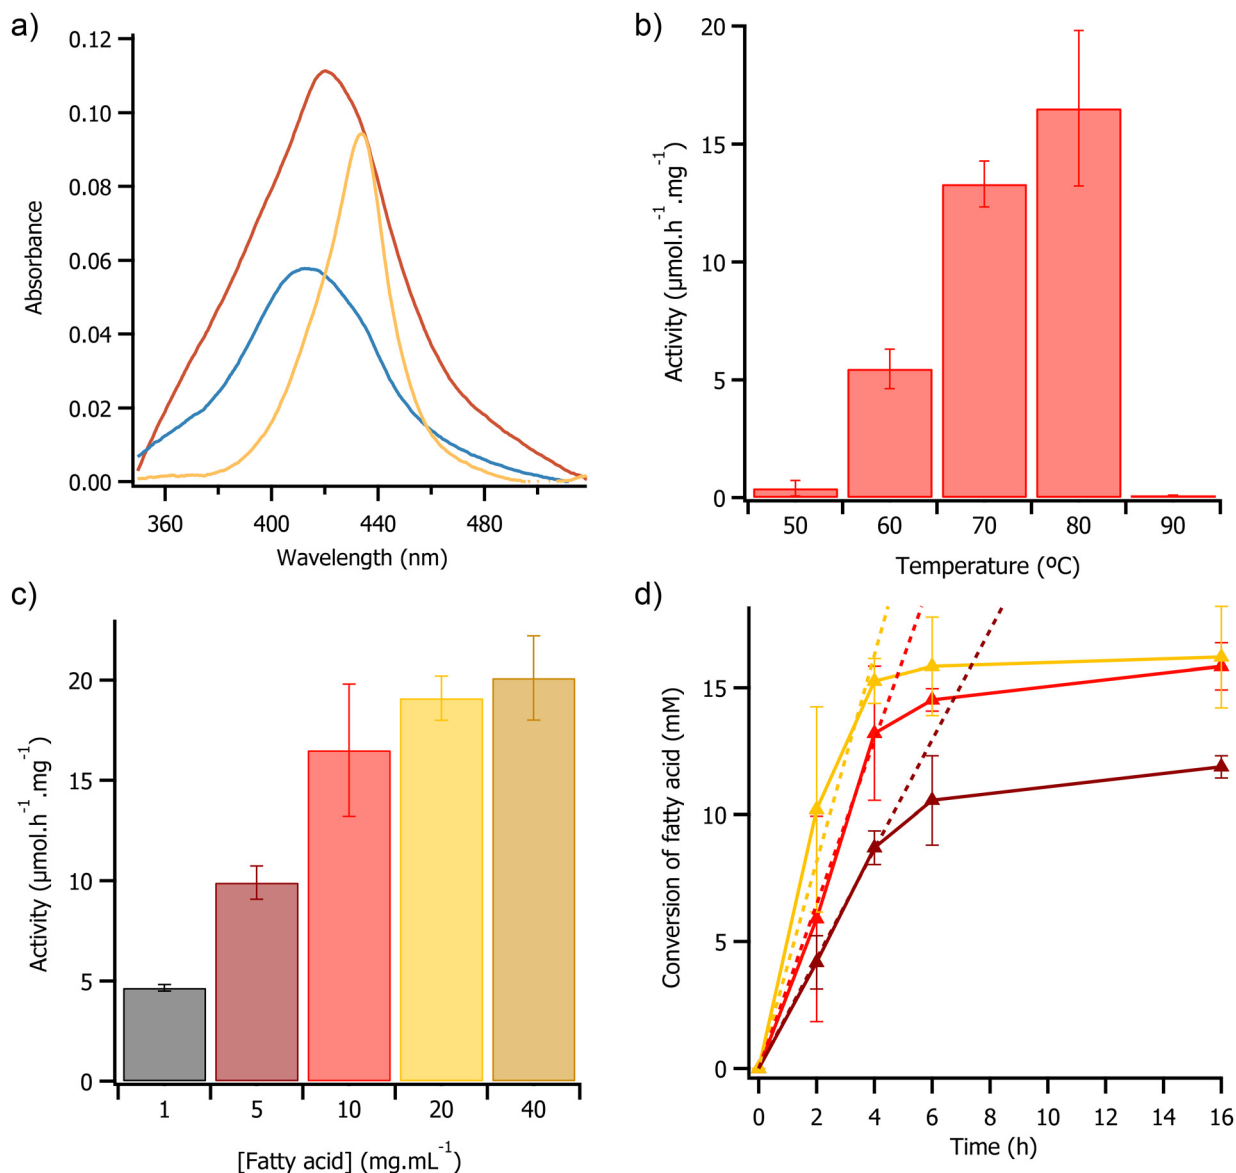 a)
0.12
0.10
0.08
0.06
0.04
0.02
0.00
Absorbance
360 400 440 480
Wavelength (nm)
b)
20
15
10
5
0
Activity (µmol.h⁻¹.mg⁻¹)
50 60 70 80 90
Temperature (ºC)
c)
20
15
10
5
0
Activity (µmol.h⁻¹.mg⁻¹)
1 5 10 20 40
[Fatty acid] (mg.mL⁻¹)
d)
15
10
5
0
Conversion of fatty acid (mM)
0 2 4 6 8 10 12 14 16
Time (h)